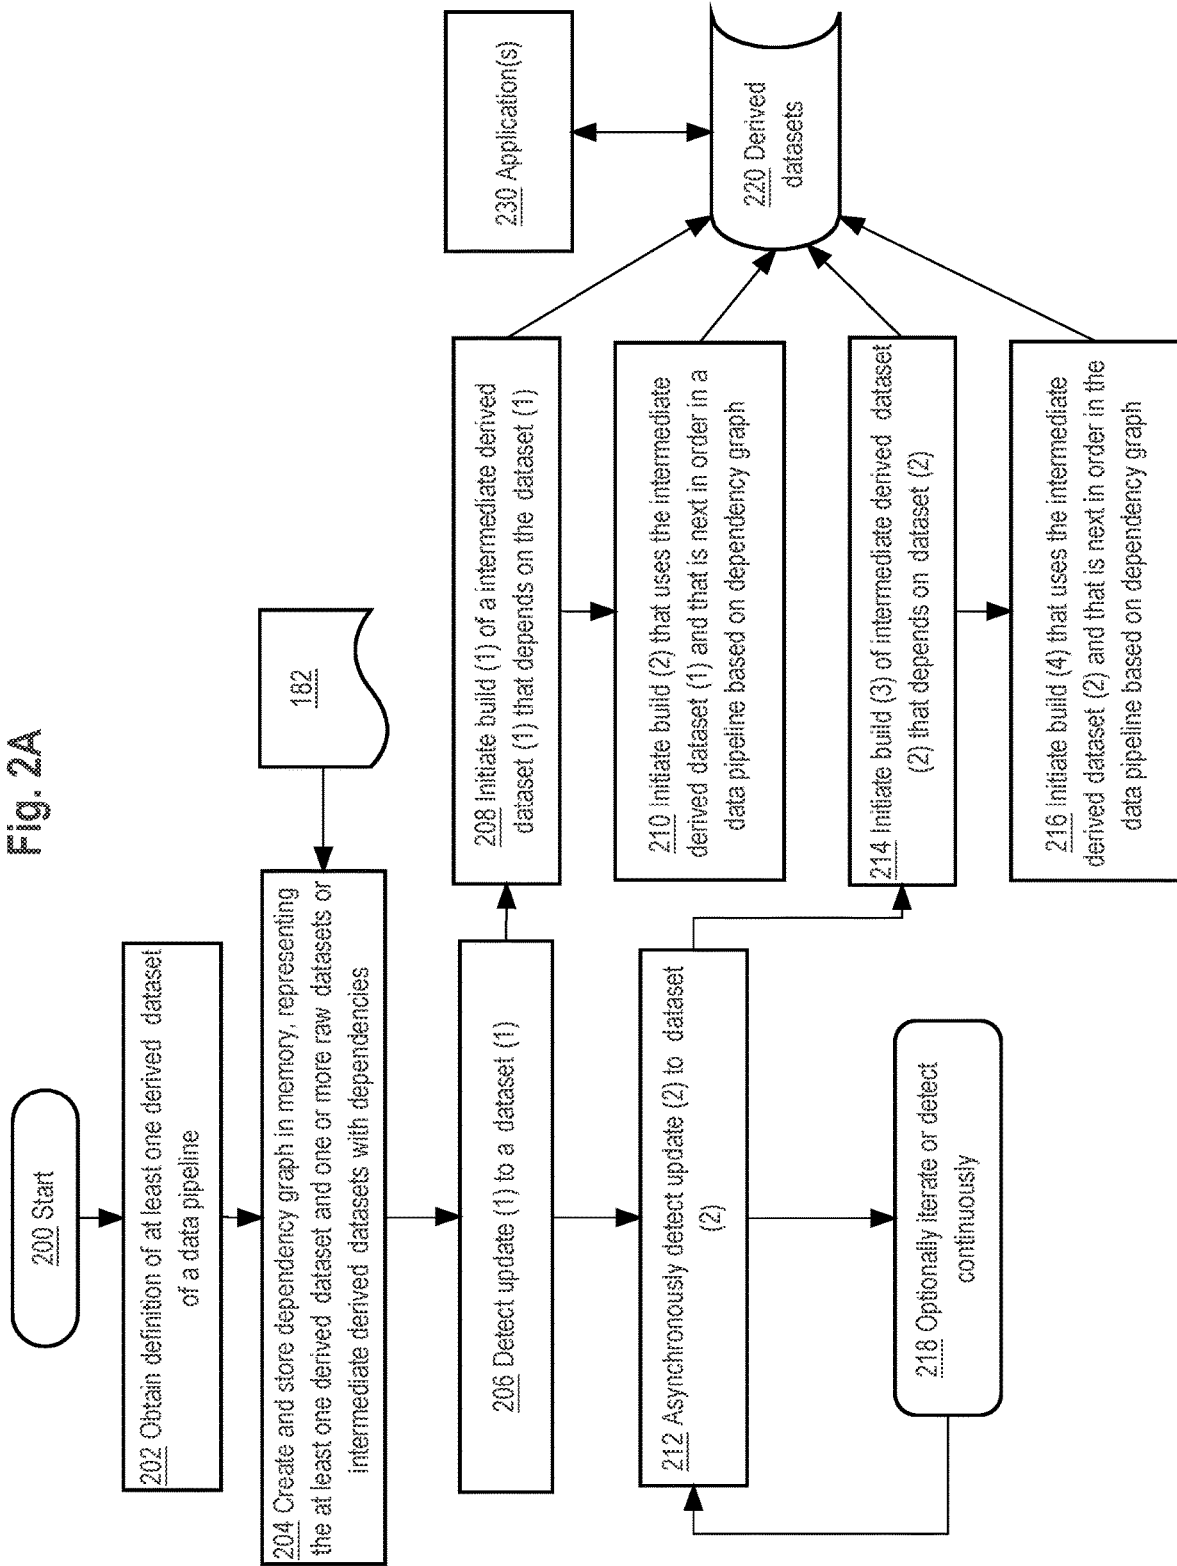 Fig. 2A
200 Start
202 Obtain definition of at least one derived dataset
of a data pipeline
182
204 Create and store dependency graph in memory, representing
the at least one derived dataset and one or more raw datasets or
intermediate derived datasets with dependencies
206 Detect update (1) to a dataset (1)
208 Initiate build (1) of a intermediate derived
dataset (1) that depends on the dataset (1)
230 Application(s)
210 Initiate build (2) that uses the intermediate
derived dataset (1) and that is next in order in a
data pipeline based on dependency graph
220 Derived
datasets
212 Asynchronously detect update (2) to dataset
(2)
214 Initiate build (3) of intermediate derived dataset
(2) that depends on dataset (2)
218 Optionally iterate or detect
continuously
216 Initiate build (4) that uses the intermediate
derived dataset (2) and that is next in order in the
data pipeline based on dependency graph